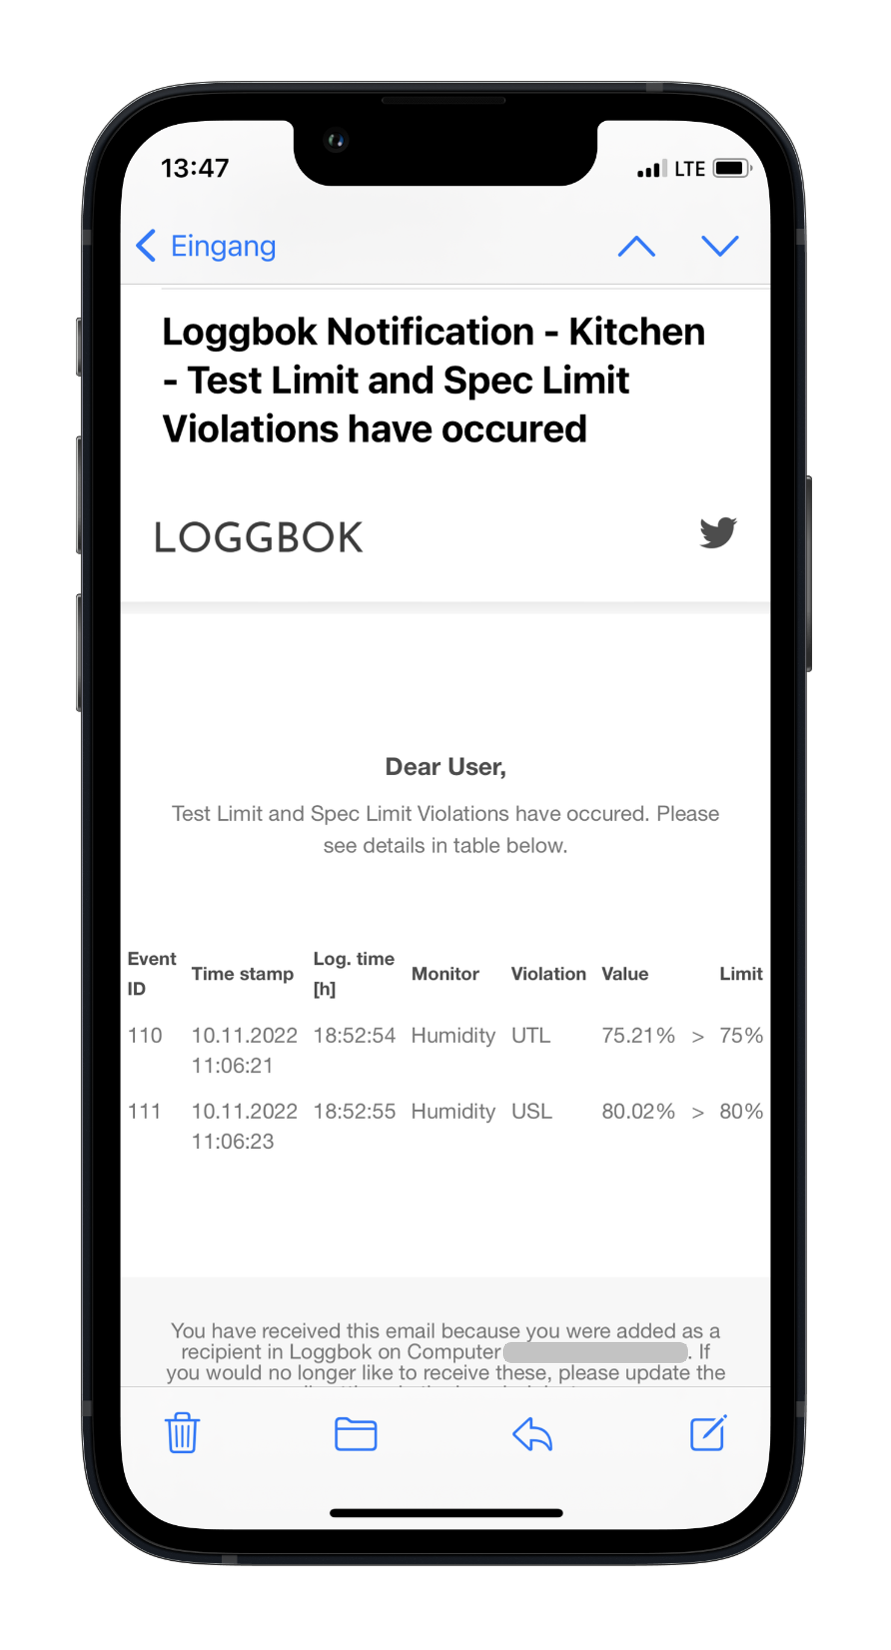 13:47
LTE
Eingang
Loggbok Notification - Kitchen
- Test Limit and Spec Limit
Violations have occured
LOGGBOK
Dear User,
Test Limit and Spec Limit Violations have occured. Please
see details in table below.
Event ID Time stamp Log. time [h] Monitor Violation Value Limit
110 10.11.2022 18:52:54 Humidity UTL 75.21% > 75%
11:06:21
111 10.11.2022 18:52:55 Humidity USL 80.02% > 80%
11:06:23
You have received this email because you were added as a
recipient in Loggbok on Computer . If
you would no longer like to receive these, please update the